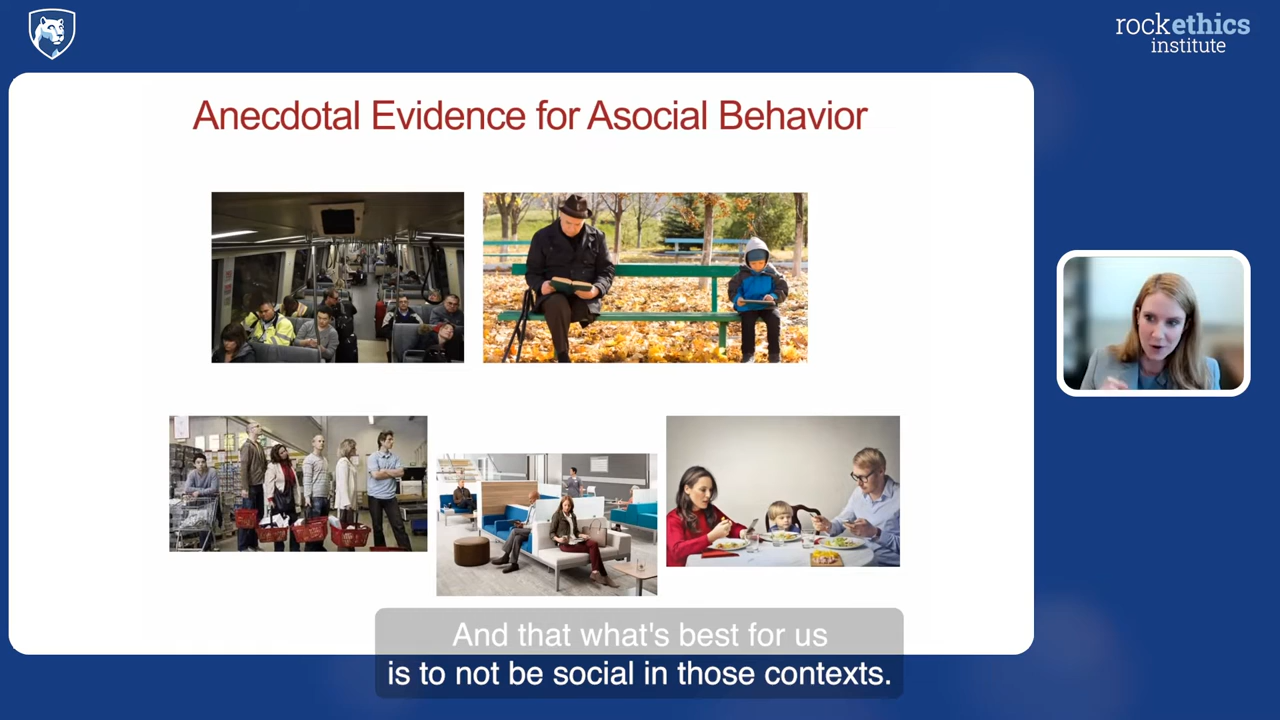 rockethics
institute
Anecdotal Evidence for Asocial Behavior
And that what's best for us
is to not be social in those contexts.